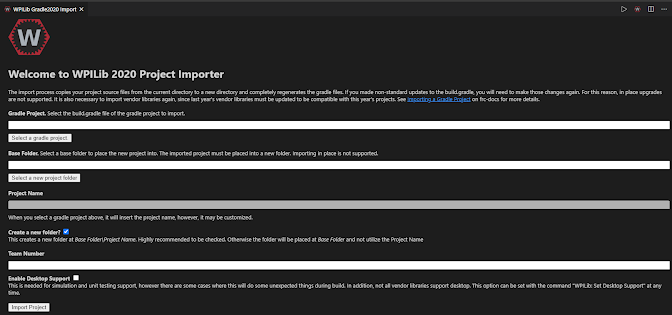 WPILib Gradle2020 Import
W
Welcome to WPILib 2020 Project Importer
The import process copies your project source files from the current directory to a new directory and completely regenerates the gradle files. If you made non-standard updates to the build.gradle, you will need to make those changes again. For this reason, in place upgrades
are not supported. It is also necessary to import vendor libraries again, since last year's vendor libraries must be updated to be compatible with this year's projects. See Importing a Gradle Project on frc-docs for more details.
Gradle Project. Select the build.gradle file of the gradle project to import.
Select a gradle project
Base Folder. Select a base folder to place the new project into. The imported project must be placed into a new folder. Importing in place is not supported.
Select a new project folder
Project Name
When you select a gradle project above, it will insert the project name, however, it may be customized.
Create a new folder?
This creates a new folder at Base Folder\Project Name. Highly recommended to be checked. Otherwise the folder will be placed at Base Folder and not utilize the Project Name
Team Number
Enable Desktop Support
This is needed for simulation and unit testing support, however there are some cases where this will do some unexpected things during build. In addition, not all vendor libraries support desktop. This option can be set with the command "WPILib: Set Desktop Support" at any
time.
Import Project